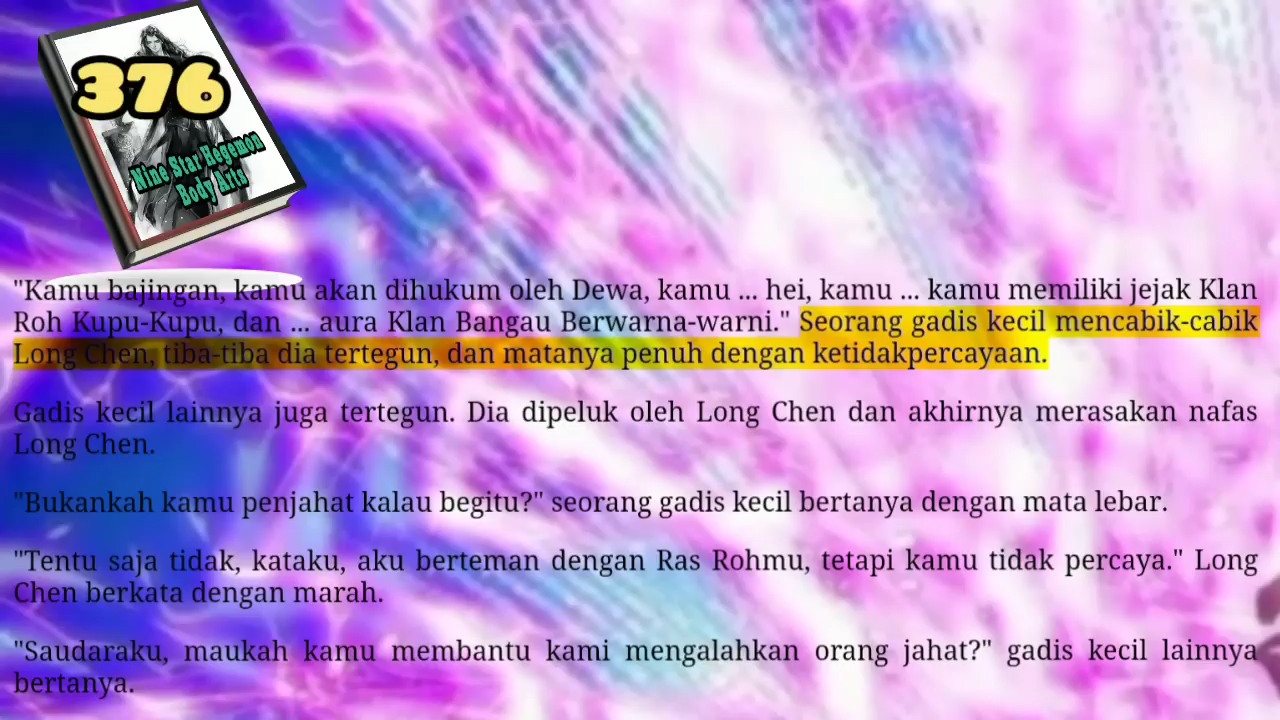 376
Nine Star Hegemon
Body Arts
"Kamu bajingan, kamu akan dihukum oleh Dewa, kamu ... hei, kamu ... kamu memiliki jejak Klan
Roh Kupu-Kupu, dan ... aura Klan Bangau Berwarna-warni." Seorang gadis kecil mencabik-cabik
Long Chen, tiba-tiba dia tertegun, dan matanya penuh dengan ketidakpercayaan.
Gadis kecil lainnya juga tertegun. Dia dipeluk oleh Long Chen dan akhirnya merasakan nafas
Long Chen.
"Bukankah kamu penjahat kalau begitu?" seorang gadis kecil bertanya dengan mata lebar.
"Tentu saja tidak, kataku, aku berteman dengan Ras Rohmu, tetapi kamu tidak percaya." Long
Chen berkata dengan marah.
"Saudaraku, maukah kamu membantu kami mengalahkan orang jahat?" gadis kecil lainnya
bertanya.